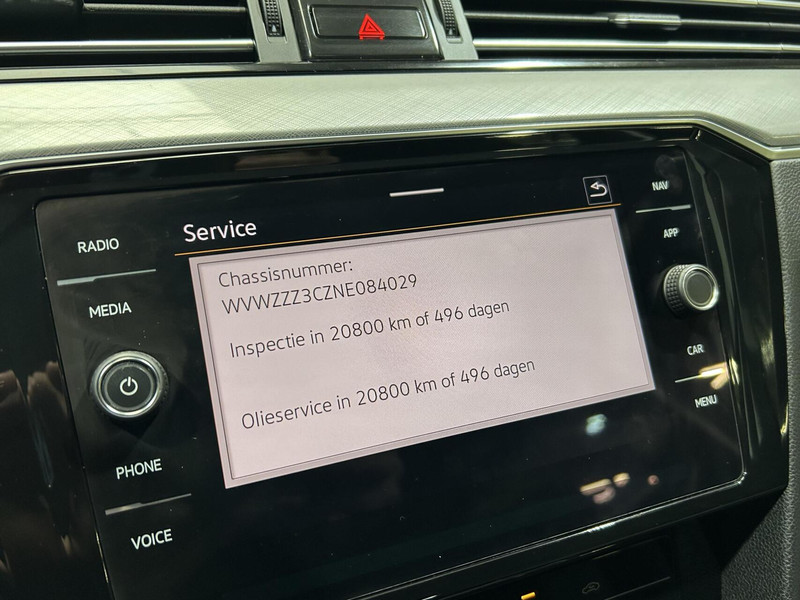 Service
Chassisnummer:
WVWZZZ3CZNE084029
Inspectie in 20800 km of 496 dagen
Olieservice in 20800 km of 496 dagen
RADIO
MEDIA
PHONE
VOICE
NAV
APP
CAR
MENU